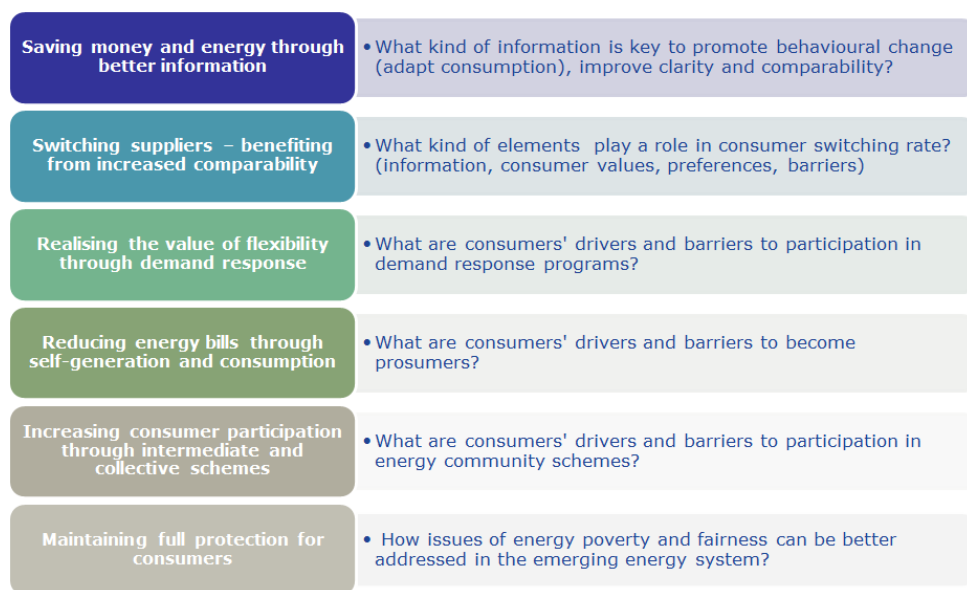 Saving money and energy through
better information
• What kind of information is key to promote behavioural change
(adapt consumption), improve clarity and comparability?
Switching suppliers – benefiting
from increased comparability
• What kind of elements play a role in consumer switching rate?
(information, consumer values, preferences, barriers)
Realising the value of flexibility
through demand response
• What are consumers' drivers and barriers to participation in
demand response programs?
Reducing energy bills through
self-generation and consumption
• What are consumers' drivers and barriers to become
prosumers?
Increasing consumer participation
through intermediate and
collective schemes
• What are consumers' drivers and barriers to participation in
energy community schemes?
Maintaining full protection for
consumers
• How issues of energy poverty and fairness can be better
addressed in the emerging energy system?